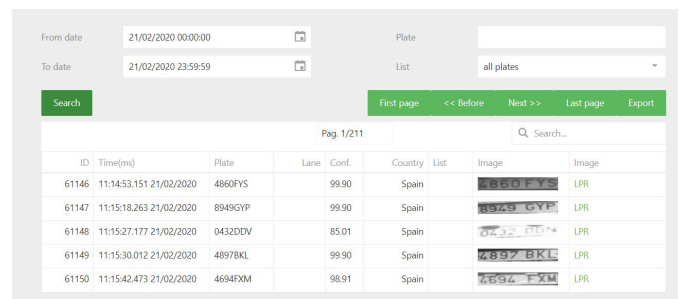 From date 21/02/2020 00:00:00 Plate
To date 21/02/2020 23:59:59 List all plates
Search First page << Before Next >> Last page Export
Pag. 1/211 Search...
ID Time(ms) Plate Lane Conf. Country List Image Image
61146 11:14:53.151 21/02/2020 4860FYS 99.90 Spain 4860 FYS LPR
61147 11:15:18.263 21/02/2020 8949GYP 99.90 Spain 8949 GYP LPR
61148 11:15:27.177 21/02/2020 0432DDV 85.01 Spain 0432 LPR
61149 11:15:30.012 21/02/2020 4897BKL 99.90 Spain 4897 BKL LPR
61150 11:15:42.473 21/02/2020 4694FXM 98.91 Spain 4694 FXM LPR